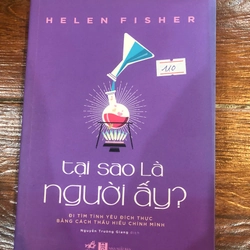 HELEN FISHER
110
tại sao là
người ấy?
ĐI TÌM TÌNH YÊU ĐÍCH THỰC
BẰNG CÁCH THẤU HIỂU CHÍNH MÌNH
Nguyễn Trương Giang dịch